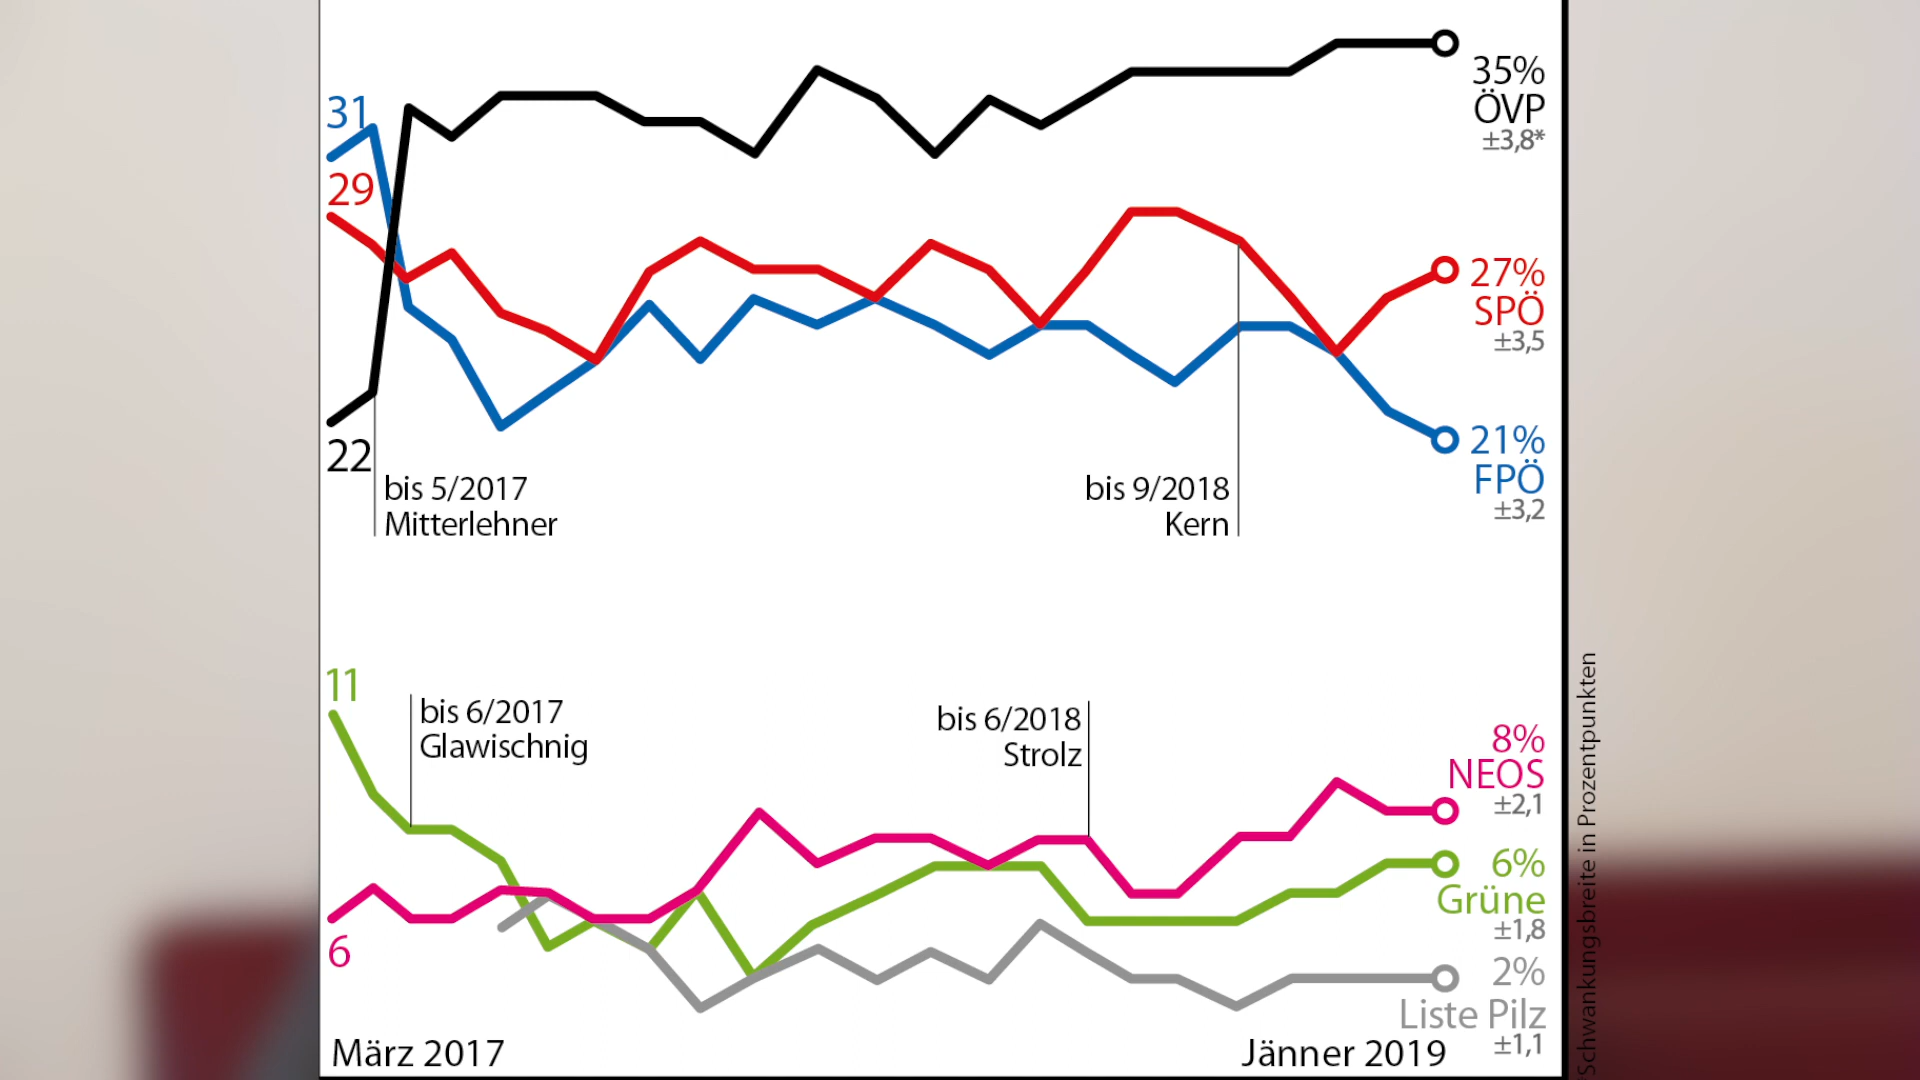 31
29
22
35%
ÖVP
±3,8*
27%
SPÖ
±3,5
21%
FPÖ
±3,2
bis 5/2017
Mitterlehner
bis 9/2018
Kern
11
bis 6/2017
Glawischnig
bis 6/2018
Strolz
6
8%
NEOS
±2,1
6%
Grüne
±1,8
2%
Liste Pilz
±1,1
März 2017
Jänner 2019
Schwankungsbreite in Prozentpunkten